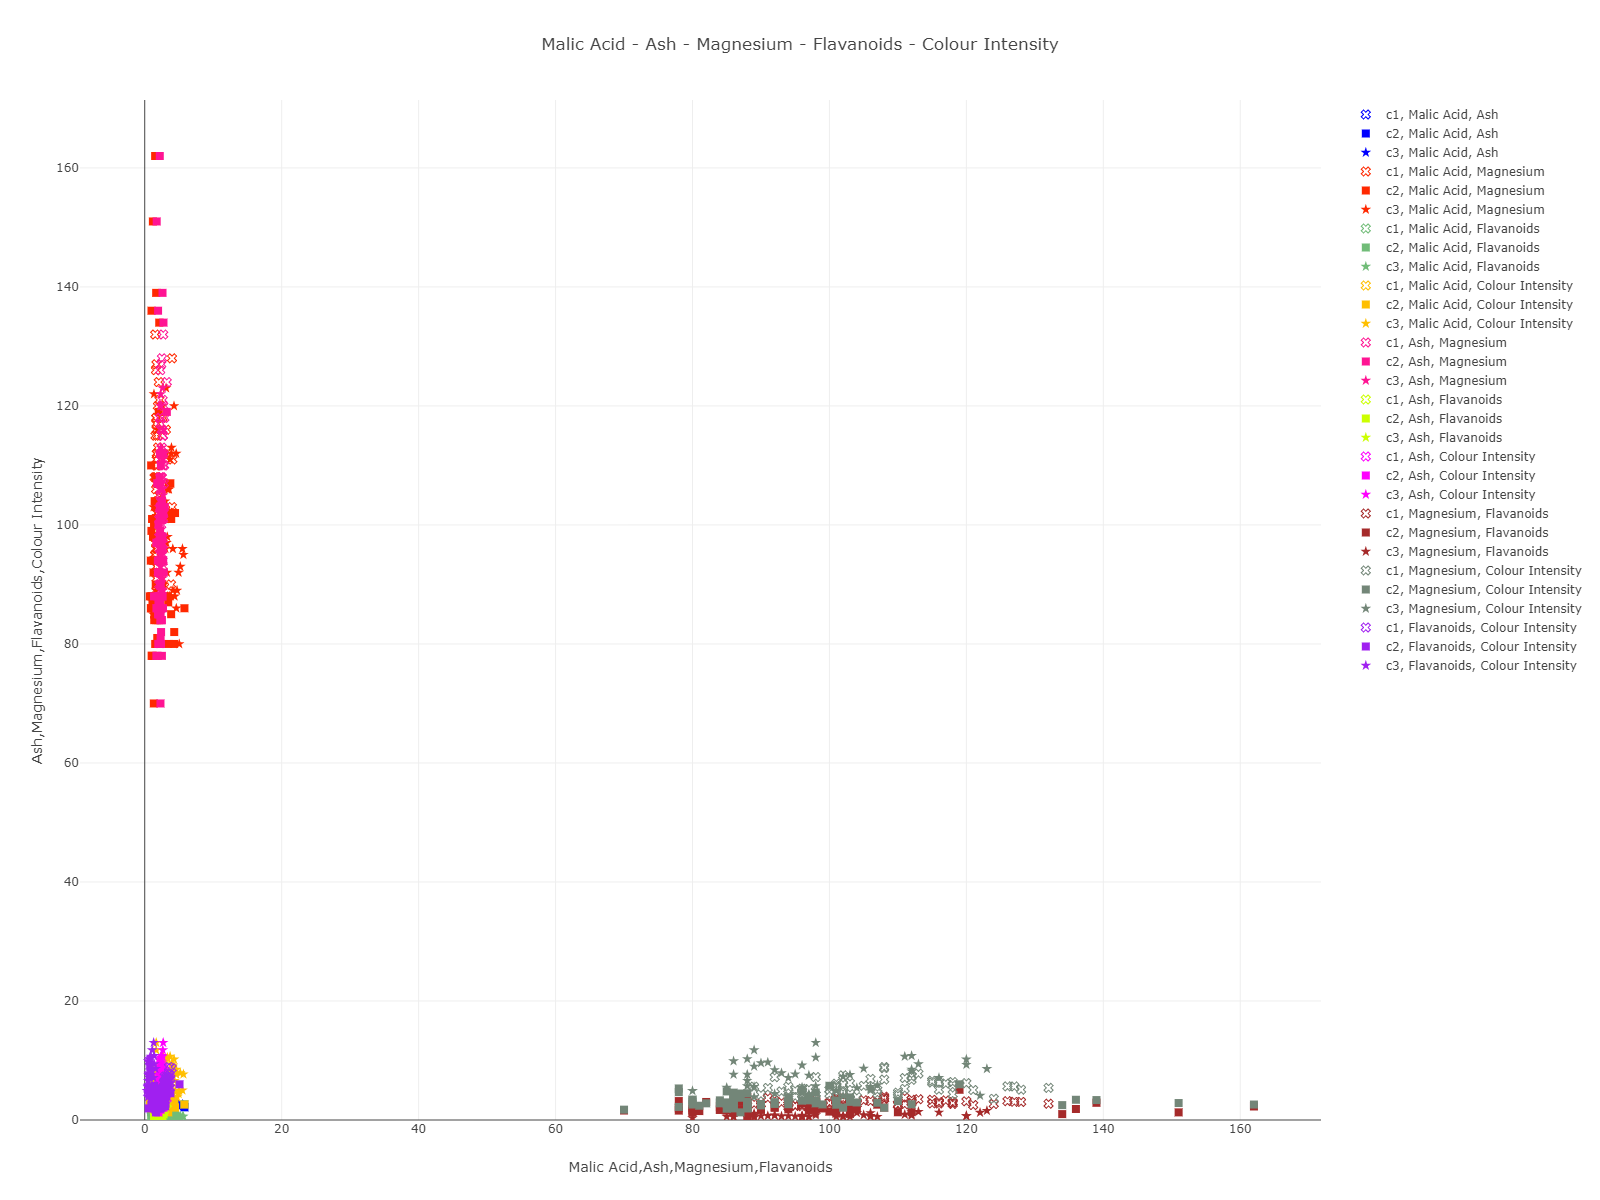 Malic Acid - Ash - Magnesium - Flavanoids - Colour Intensity
160
140
120
100
80
60
40
20
0
Ash,Magnesium,Flavanoids,Colour Intensity
0
20
40
60
80
100
120
140
160
Malic Acid,Ash,Magnesium,Flavanoids
c1, Malic Acid, Ash
c2, Malic Acid, Ash
c3, Malic Acid, Ash
c1, Malic Acid, Magnesium
c2, Malic Acid, Magnesium
c3, Malic Acid, Magnesium
c1, Malic Acid, Flavanoids
c2, Malic Acid, Flavanoids
c3, Malic Acid, Flavanoids
c1, Malic Acid, Colour Intensity
c2, Malic Acid, Colour Intensity
c3, Malic Acid, Colour Intensity
c1, Ash, Magnesium
c2, Ash, Magnesium
c3, Ash, Magnesium
c1, Ash, Flavanoids
c2, Ash, Flavanoids
c3, Ash, Flavanoids
c1, Ash, Colour Intensity
c2, Ash, Colour Intensity
c3, Ash, Colour Intensity
c1, Magnesium, Flavanoids
c2, Magnesium, Flavanoids
c3, Magnesium, Flavanoids
c1, Magnesium, Colour Intensity
c2, Magnesium, Colour Intensity
c3, Magnesium, Colour Intensity
c1, Flavanoids, Colour Intensity
c2, Flavanoids, Colour Intensity
c3, Flavanoids, Colour Intensity